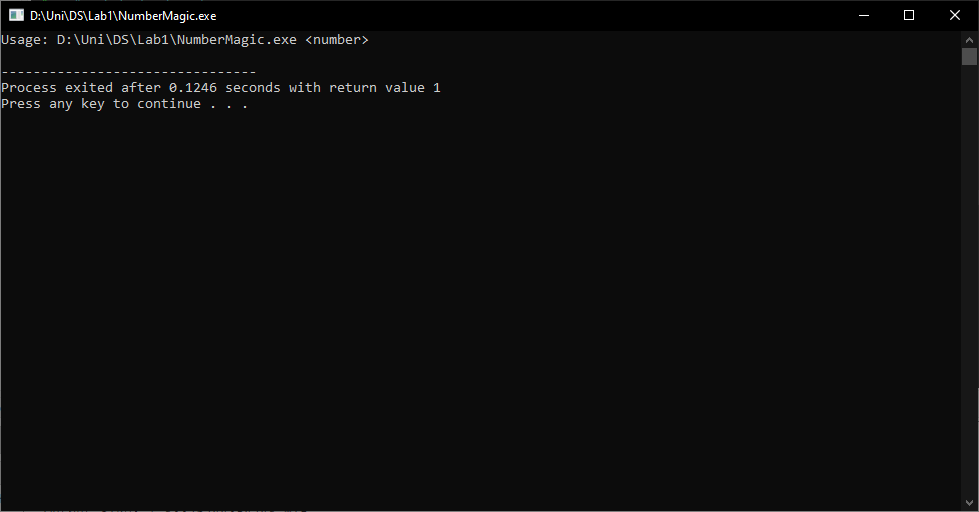 D:\Uni\DS\Lab1\NumberMagic.exe
Usage: D:\Uni\DS\Lab1\NumberMagic.exe <number>
--------------------------------
Process exited after 0.1246 seconds with return value 1
Press any key to continue . . .